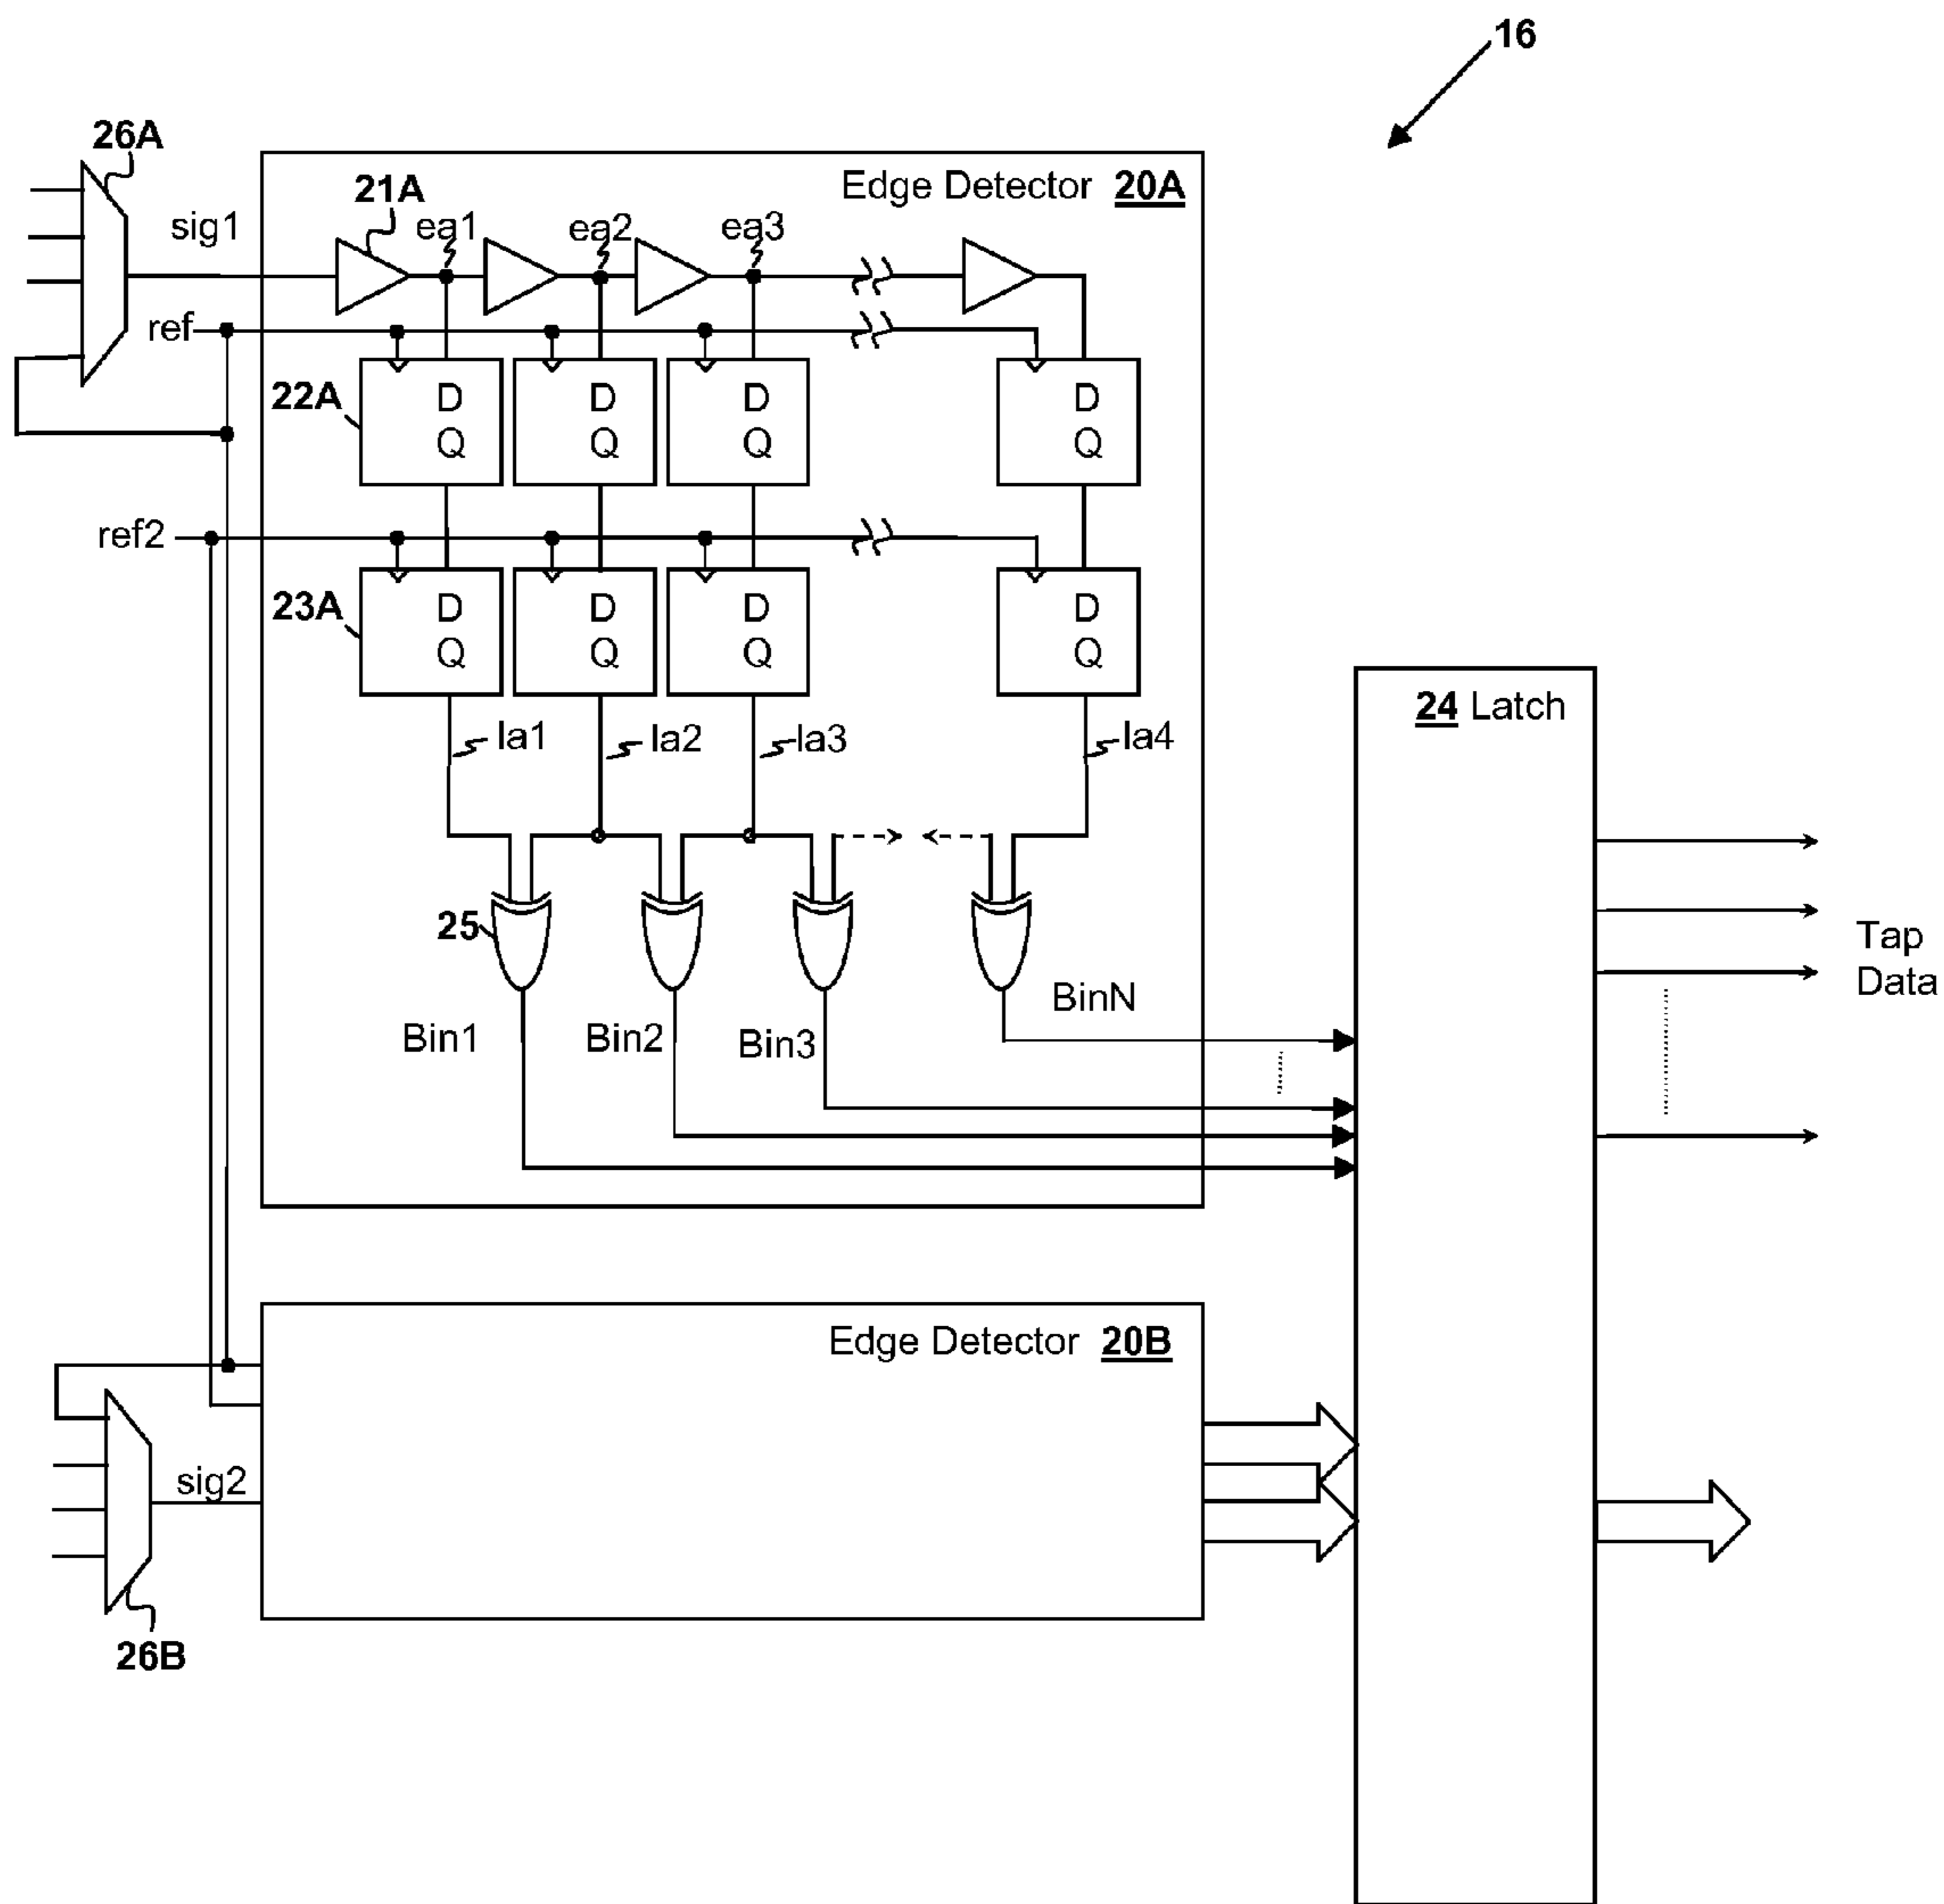 16
26A
Edge Detector 20A
21A
sig1
ea1
ea2
ea3
ref
22A
D
Q
D
Q
D
Q
D
Q
ref2
23A
D
Q
D
Q
D
Q
D
Q
24 Latch
la1
la2
la3
la4
25
Tap
Data
BinN
Bin1
Bin2
Bin3
Edge Detector 20B
sig2
26B